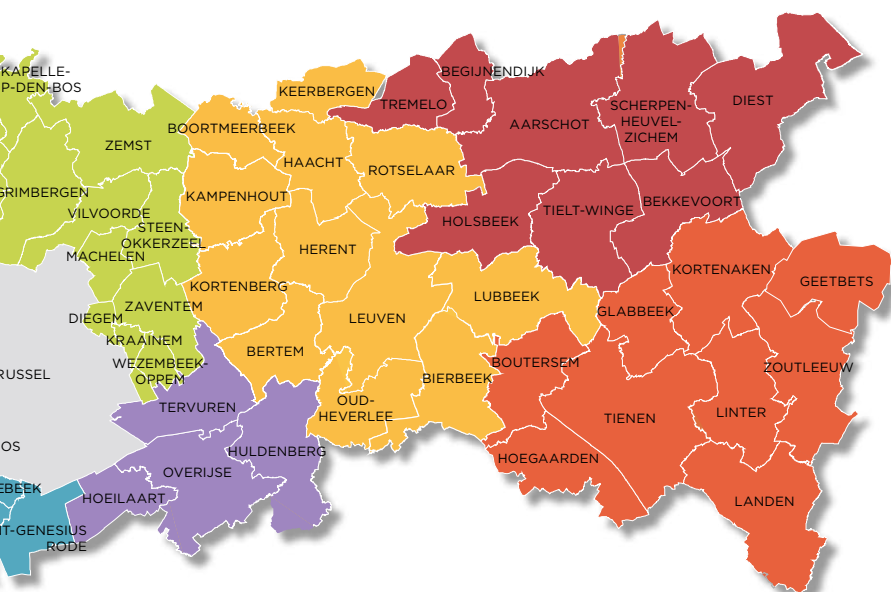 KAPELLE-
P-DEN-BOS
BEGIJNENDIJK
KEERBERGEN
TREMELO
DIEST
SCHERPEN-
HEUVEL-
ZICHEM
AARSCHOT
BOORTMEERBEEK
ZEMST
HAACHT
ROTSELAAR
GRIMBERGEN
KAMPENHOUT
BEKKEVOORT
VILVOORDE
TIELT-WINGE
HOLSBEEK
STEEN-
OKKERZEEL
MACHELEN
HERENT
KORTENAKEN
GEETBETS
KORTENBERG
LUBBEEK
ZAVENTEM
GLABBEEK
DIEGEM
LEUVEN
KRAAINEM
BERTEM
WEZEMBEEK-
OPPEM
BOUTERSEM
ZOUTLEEUW
RUSSEL
BIERBEEK
OUD-
HEVERLEE
TERVUREN
LINTER
TIENEN
OS
HULDENBERG
HOEGAARDEN
OVERIJSE
EBEEK
HOEILAART
LANDEN
NT-GENESIUS
RODE